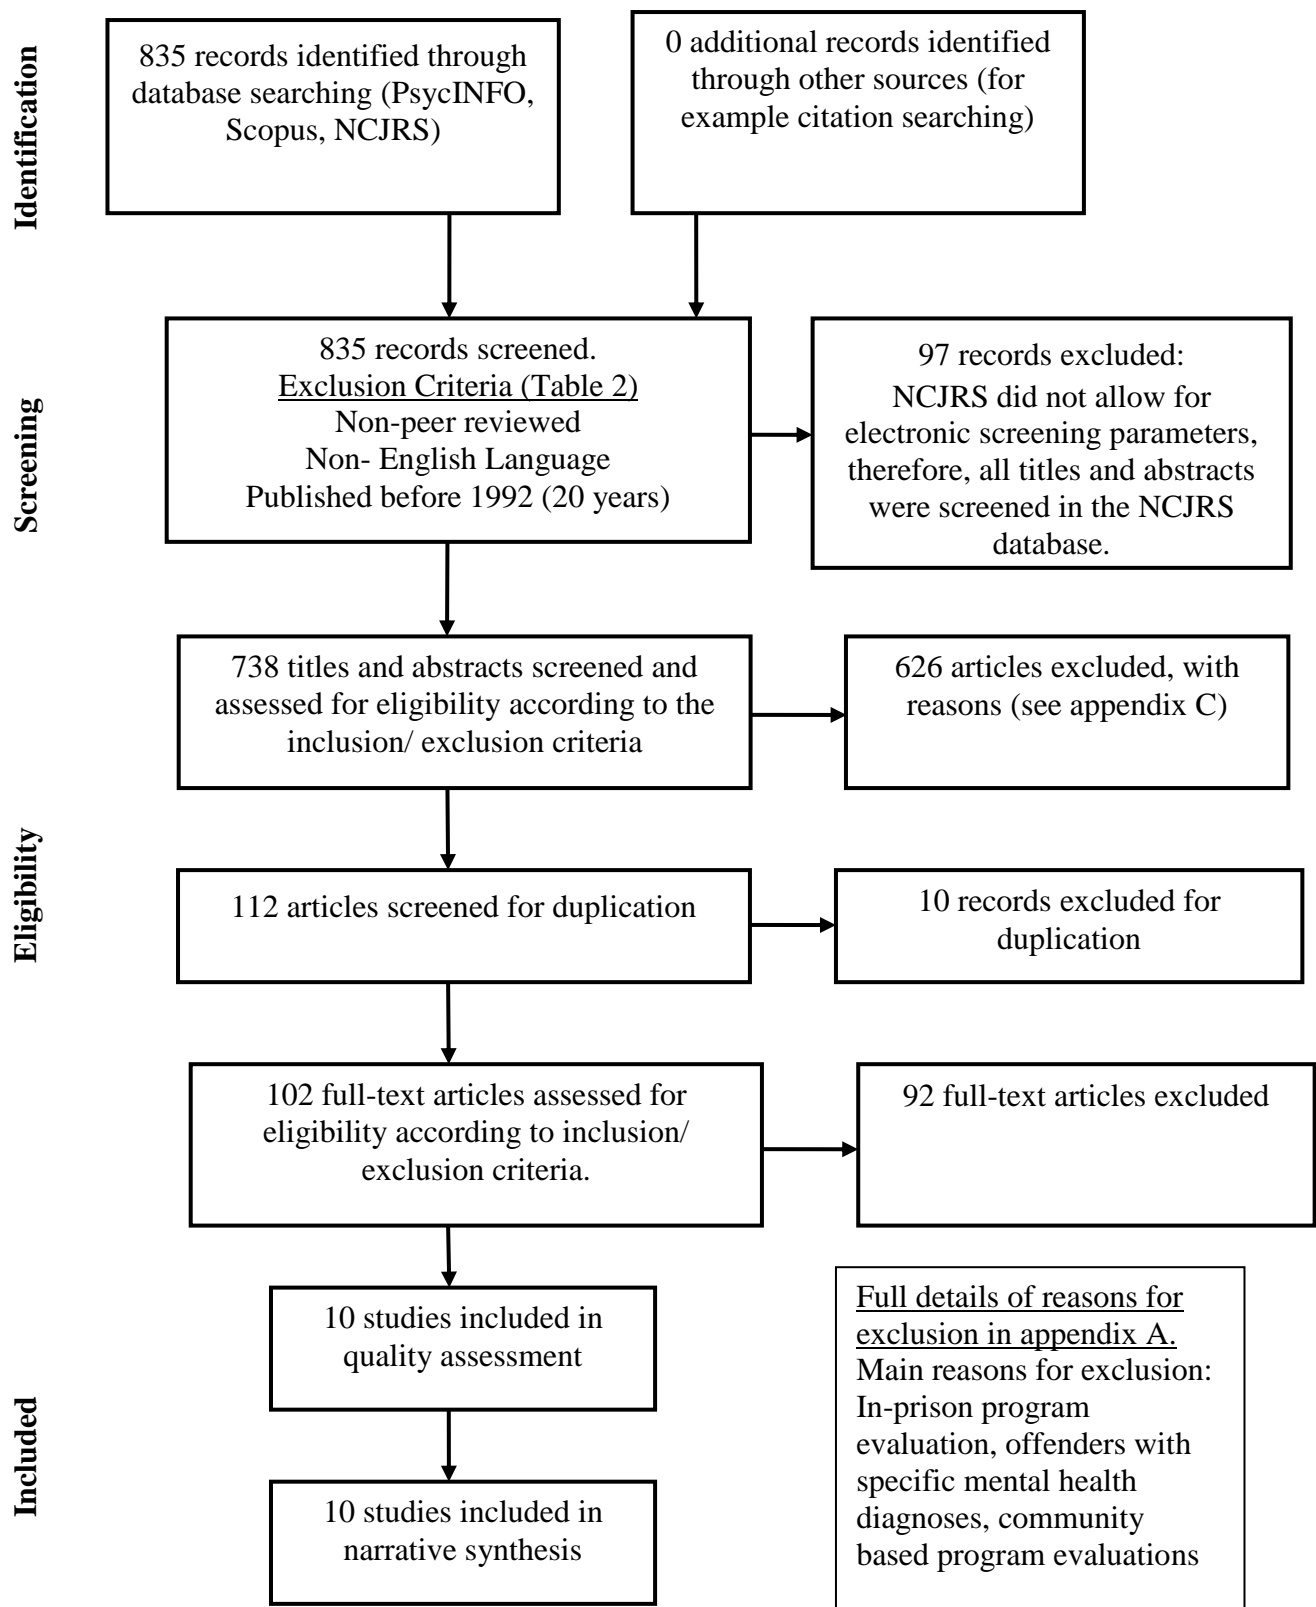 Identification
835 records identified through
database searching (PsycINFO,
Scopus, NCJRS)
0 additional records identified
through other sources (for
example citation searching)
Screening
835 records screened.
Exclusion Criteria (Table 2)
Non-peer reviewed
Non- English Language
Published before 1992 (20 years)
97 records excluded:
NCJRS did not allow for
electronic screening parameters,
therefore, all titles and abstracts
were screened in the NCJRS
database.
738 titles and abstracts screened and
assessed for eligibility according to the
inclusion/ exclusion criteria
626 articles excluded, with
reasons (see appendix C)
Eligibility
112 articles screened for duplication
10 records excluded for
duplication
102 full-text articles assessed for
eligibility according to inclusion/
exclusion criteria.
92 full-text articles excluded
Included
10 studies included in
quality assessment
10 studies included in
narrative synthesis
Full details of reasons for
exclusion in appendix A.
Main reasons for exclusion:
In-prison program
evaluation, offenders with
specific mental health
diagnoses, community
based program evaluations